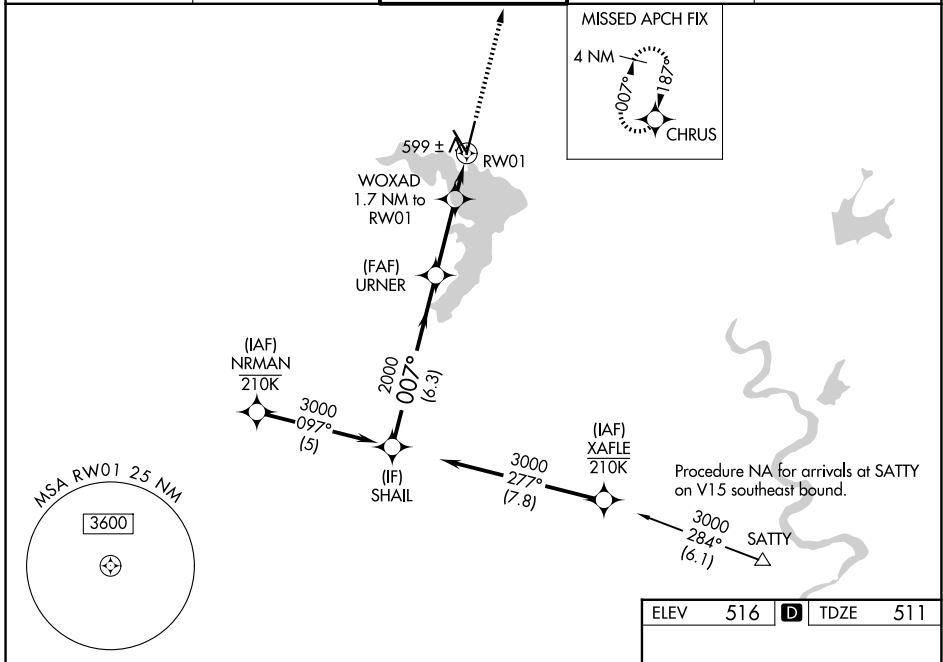 MISSED APCH FIX
4 NM
007°
187°
CHRUS
599 ±
RW01
WOXAD
1.7 NM to
RW01
(FAF)
URNER
(IAF)
NRMAN
210K
3000
097°
(5)
2000
007°
(6.3)
(IF)
SHAIL
3000
277°
(7.8)
(IAF)
XAFLE
210K
Procedure NA for arrivals at SATTY
on V15 southeast bound.
3000
284°
(6.1)
SATTY
MSA RW01 25 NM
3600
ELEV 516 D TDZE 511